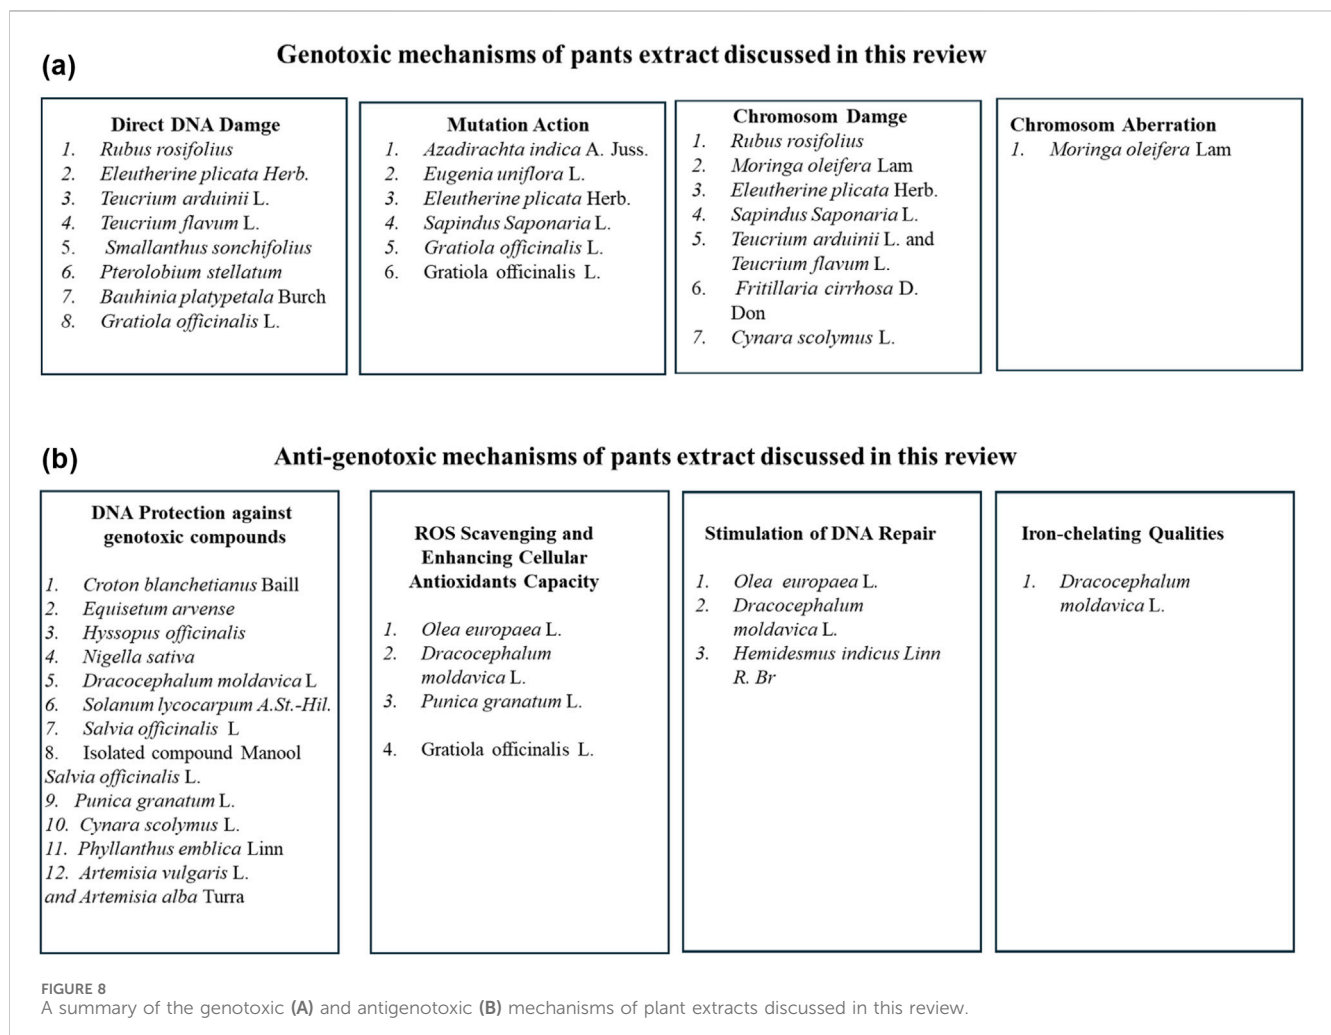 (a)
Genotoxic mechanisms of pants extract discussed in this review
Direct DNA Damge
1. Rubus rosifolius
2. Eleutherine plicata Herb.
3. Teucrium arduinii L.
4. Teucrium flavum L.
5. Smallanthus sonchifolius
6. Pterolobium stellatum
7. Bauhinia platypetala Burch
8. Gratiola officinalis L.
Mutation Action
1. Azadirachta indica A. Juss.
2. Eugenia uniflora L.
3. Eleutherine plicata Herb.
4. Sapindus Saponaria L.
5. Gratiola officinalis L.
6. Gratiola officinalis L.
Chromosom Damge
1. Rubus rosifolius
2. Moringa oleifera Lam
3. Eleutherine plicata Herb.
4. Sapindus Saponaria L.
5. Teucrium arduinii L. and
Teucrium flavum L.
6. Fritillaria cirrhosa D.
Don
7. Cynara scolymus L.
Chromosom Aberration
1. Moringa oleifera Lam
(b)
Anti-genotoxic mechanisms of pants extract discussed in this review
DNA Protection against
genotoxic compounds
1. Croton blanchetianus Baill
2. Equisetum arvense
3. Hyssopus officinalis
4. Nigella sativa
5. Dracocephalum moldavica L
6. Solanum lycocarpum A.St.-Hil.
7. Salvia officinalis L
8. Isolated compound Manool
Salvia officinalis L.
9. Punica granatum L.
10. Cynara scolymus L.
11. Phyllanthus emblica Linn
12. Artemisia vulgaris L.
and Artemisia alba Turra
ROS Scavenging and
Enhancing Cellular
Antioxidants Capacity
1. Olea europaea L.
2. Dracocephalum
moldavica L.
3. Punica granatum L.
4. Gratiola officinalis L.
Stimulation of DNA Repair
1. Olea europaea L.
2. Dracocephalum
moldavica L.
3. Hemidesmus indicus Linn
R. Br
Iron-chelating Qualities
1. Dracocephalum
moldavica L.
FIGURE 8
A summary of the genotoxic (A) and antigenotoxic (B) mechanisms of plant extracts discussed in this review.